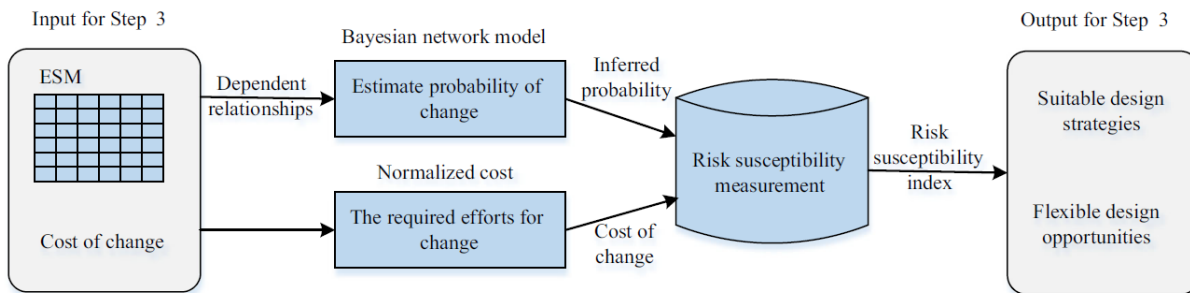 Input for Step 3
ESM
Cost of change
Dependent
relationships
Bayesian network model
Estimate probability of
change
Normalized cost
The required efforts for
change
Inferred
probability
Cost of
change
Risk susceptibility
measurement
Risk
susceptibility
index
Output for Step 3
Suitable design
strategies
Flexible design
opportunities